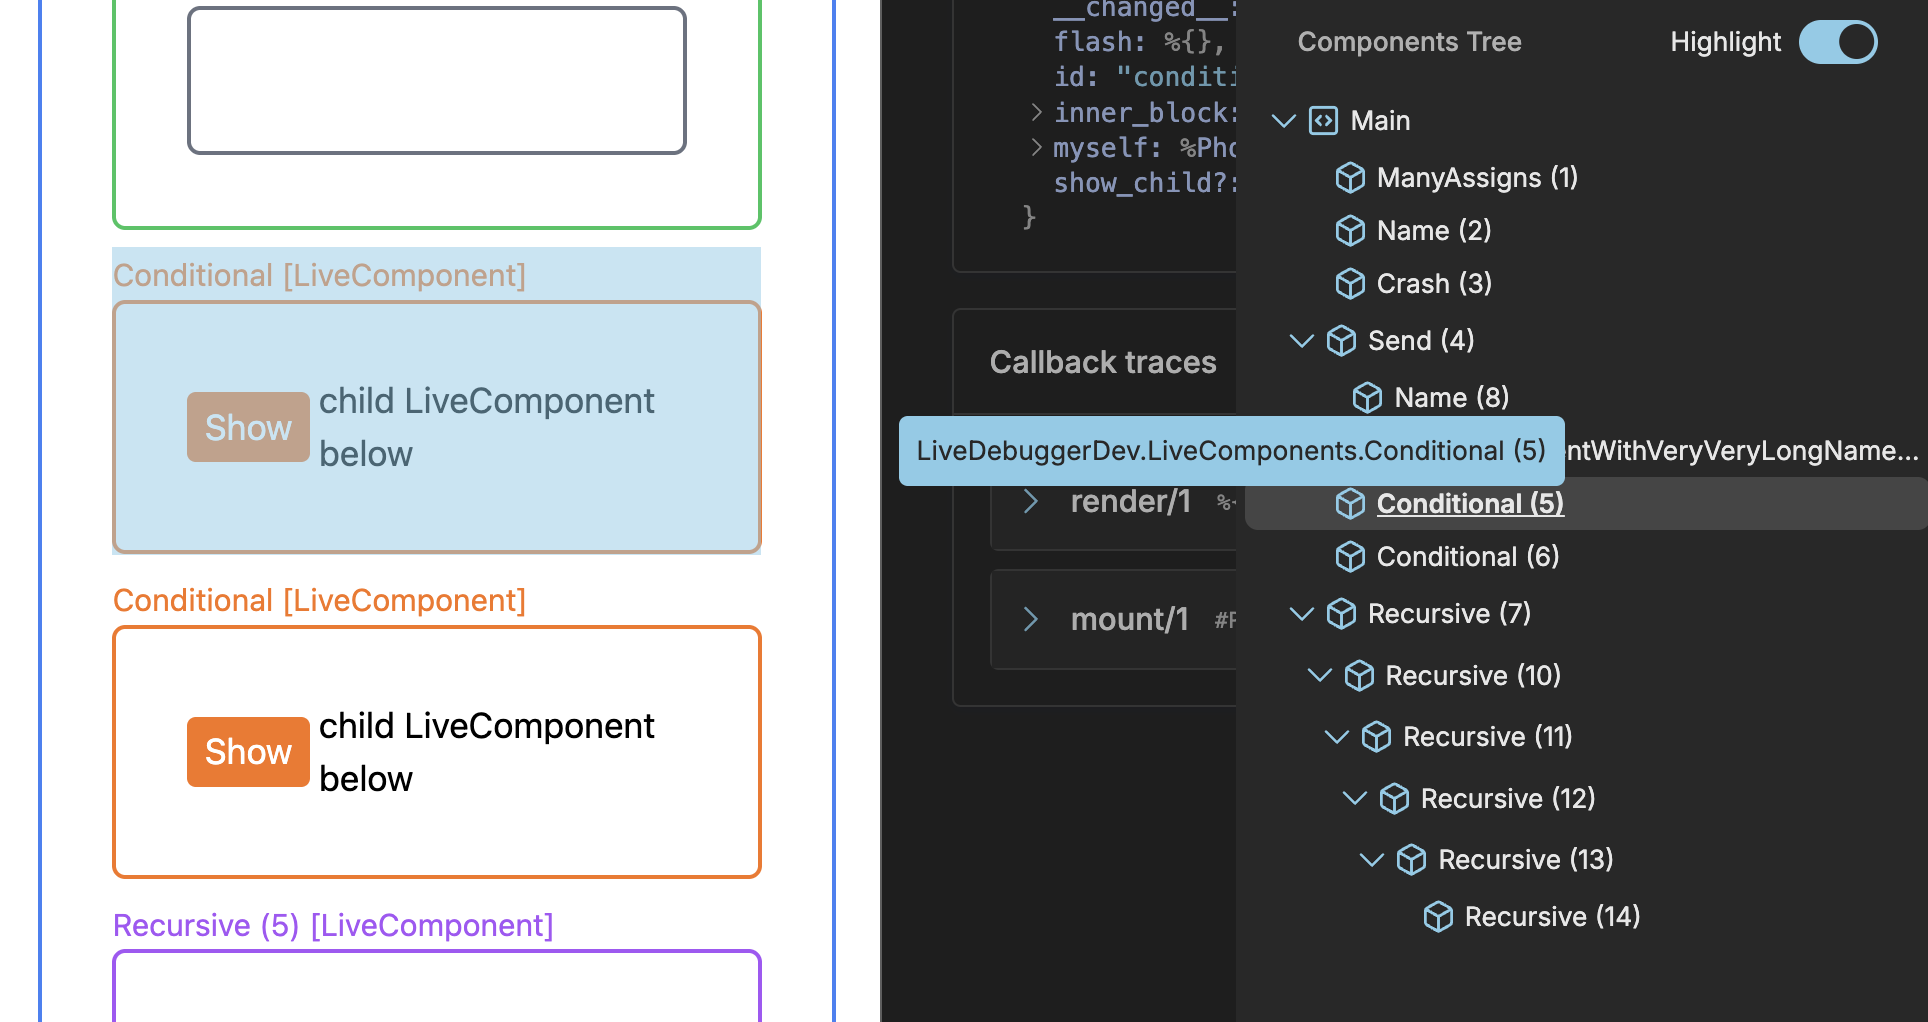 Conditional [LiveComponent]
Show
child LiveComponent
below
Conditional [LiveComponent]
Show
child LiveComponent
below
Recursive (5) [LiveComponent]
__changed__:
flash: %{},
id: "conditi
inner_block:
myself: %Pho
show_child?:
}
Callback traces
LiveDebuggerDev.LiveComponents.Conditional (5)
render/1 %
mount/1 #F
Components Tree
Highlight
Main
ManyAssigns (1)
Name (2)
Crash (3)
Send (4)
Name (8)
entWithVeryVeryLongName...
Conditional (5)
Conditional (6)
Recursive (7)
Recursive (10)
Recursive (11)
Recursive (12)
Recursive (13)
Recursive (14)